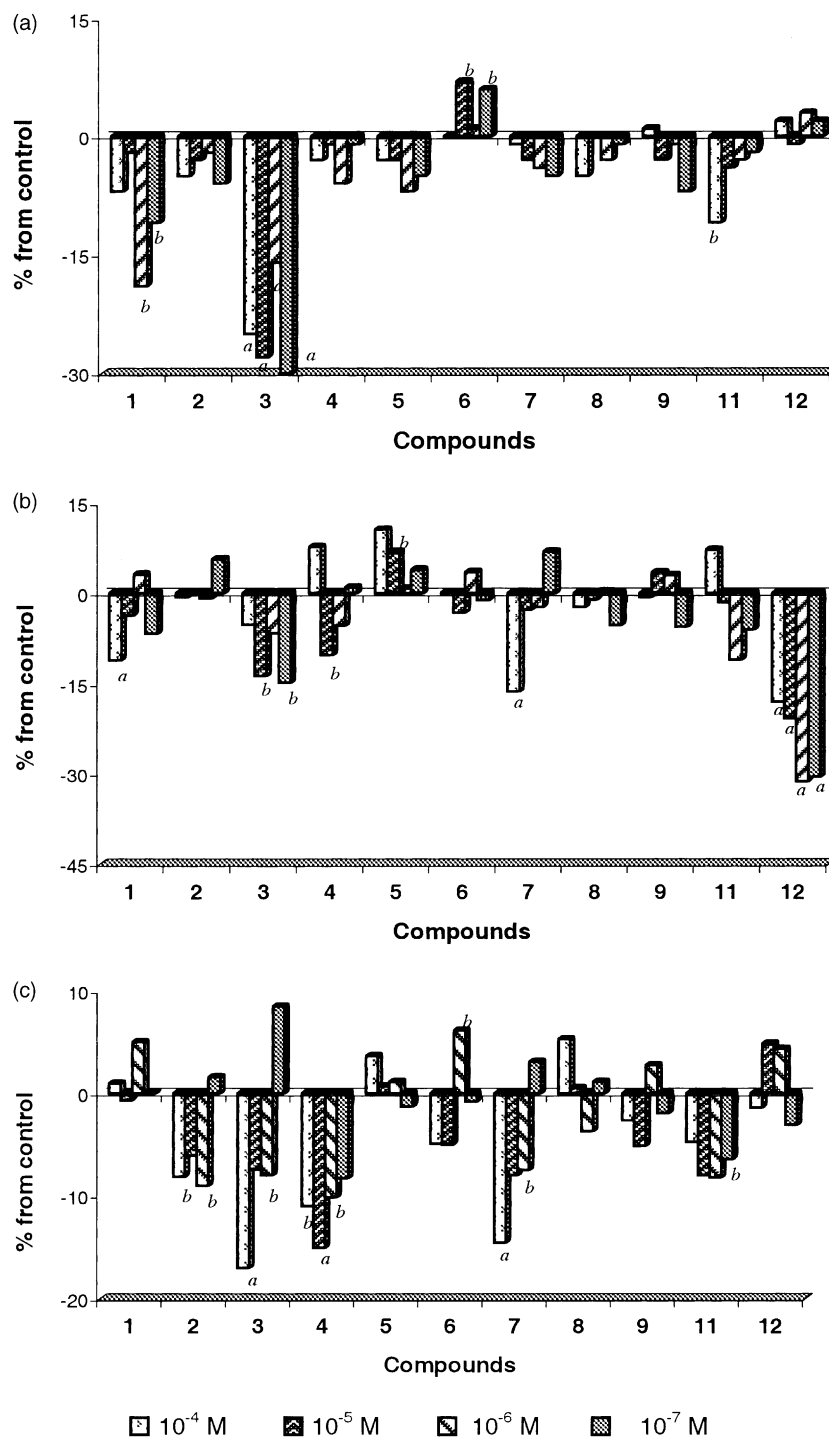 (a)
15
b
b
0
% from control
-15
b
b
b
a
a
a
a
-30
1 2 3 4 5 6 7 8 9 11 12
Compounds
(b)
15
b
0
% from control
-15
a
b
b
b
a
a
a
-30
a
a
-45
1 2 3 4 5 6 7 8 9 11 12
Compounds
(c)
10
b
0
% from control
-10
b
b
b
b
b
b
b
a
a
a
-20
1 2 3 4 5 6 7 8 9 11 12
Compounds
10-4 M 10-5 M 10-6 M 10-7 M